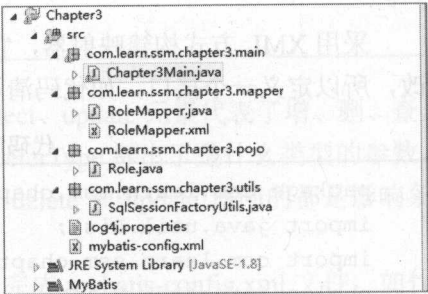 Chapter3
src
com.learn.ssm.chapter3.main
Chapter3Main.java
com.learn.ssm.chapter3.mapper
RoleMapper.java
RoleMapper.xml
com.learn.ssm.chapter3.pojo
Role.java
com.learn.ssm.chapter3.utils
SqlSessionFactoryUtils.java
log4j.properties
mybatis-config.xml
JRE System Library [JavaSE-1.8]
MyBatis